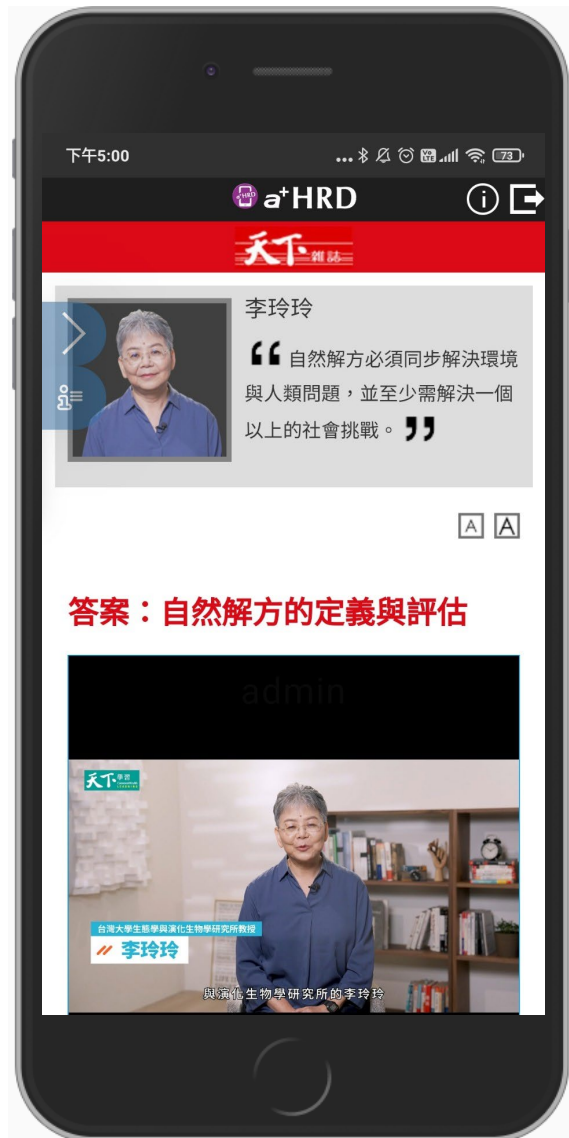 下午5:00
73
a+HRD
天下雜誌
李玲玲
“自然解方必須同步解決環境
與人類問題，並至少需解決一個
以上的社會挑戰。”
A A
答案：自然解方的定義與評估
admin
天下學習
台灣大學生態學與演化生物學研究所教授
李玲玲
與演化生物學研究所的李玲玲